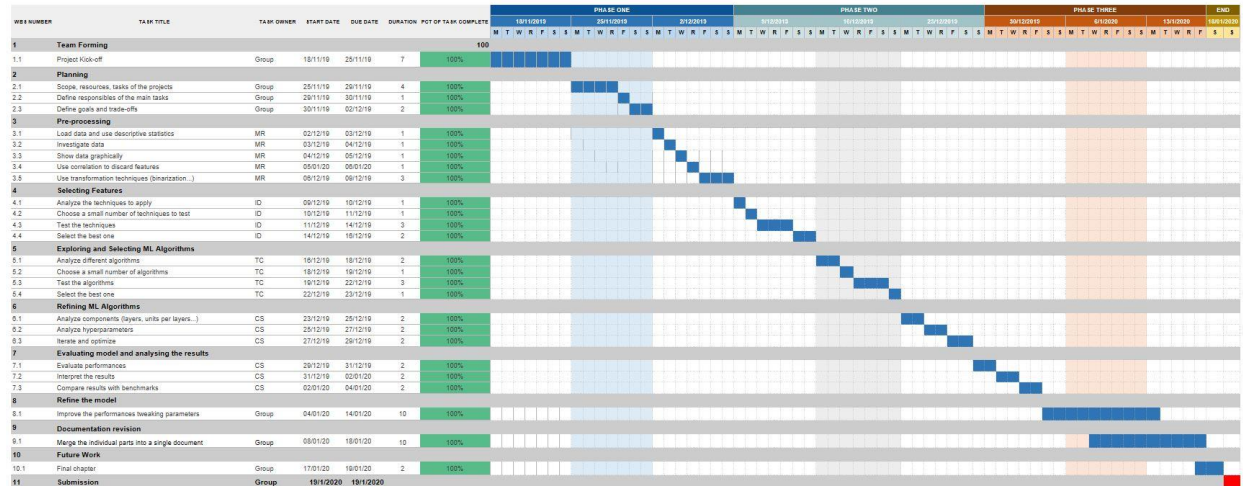 PHASE ONE PHASE TWO PHASE THREE END
WBS NUMBER TASK TITLE TASK OWNER START DATE DUE DATE DURATION PCT OF TASK COMPLETE 18/11/2019 25/11/2019 2/12/2019 9/12/2019 16/12/2019 23/12/2019 30/12/2019 6/1/2020 13/1/2020 18/01/2020
M T W R F S S M T W R F S S M T W R F S S M T W R F S S M T W R F S S M T W R F S S M T W R F S S M T W R F S S M T W R F S S
1 Team Forming 100
1.1 Project Kick-off Group 18/11/19 25/11/19 7 100%
2 Planning
2.1 Scope, resources, tasks of the projects Group 25/11/19 29/11/19 4 100%
2.2 Define responsibles of the main tasks Group 29/11/19 30/11/19 1 100%
2.3 Define goals and trade-offs Group 30/11/19 02/12/19 2 100%
3 Pre-processing
3.1 Load data and use descriptive statistics MR 02/12/19 03/12/19 1 100%
3.2 Investigate data MR 03/12/19 04/12/19 1 100%
3.3 Show data graphically MR 04/12/19 05/12/19 1 100%
3.4 Use correlation to discard features MR 05/01/20 06/01/20 1 100%
3.5 Use transformation techniques (binarization...) MR 06/12/19 09/12/19 3 100%
4 Selecting Features
4.1 Analyze the techniques to apply ID 09/12/19 10/12/19 1 100%
4.2 Choose a small number of techniques to test ID 10/12/19 11/12/19 1 100%
4.3 Test the techniques ID 11/12/19 14/12/19 3 100%
4.4 Select the best one ID 14/12/19 16/12/19 2 100%
5 Exploring and Selecting ML Algorithms
5.1 Analyze different algorithms TC 16/12/19 18/12/19 2 100%
5.2 Choose a small number of algorithms TC 18/12/19 19/12/19 1 100%
5.3 Test the algorithms TC 19/12/19 22/12/19 3 100%
5.4 Select the best one TC 22/12/19 23/12/19 1 100%
6 Refining ML Algorithms
6.1 Analyze components (layers, units per layers...) CS 23/12/19 25/12/19 2 100%
6.2 Analyze hyperparameters CS 25/12/19 27/12/19 2 100%
6.3 Iterate and optimize CS 27/12/19 29/12/19 2 100%
7 Evaluating model and analysing the results
7.1 Evaluate performances CS 29/12/19 31/12/19 2 100%
7.2 Interpret the results CS 31/12/19 02/01/20 2 100%
7.3 Compare results with benchmarks CS 02/01/20 04/01/20 2 100%
8 Refine the model
8.1 Improve the performances tweaking parameters Group 04/01/20 14/01/20 10 100%
9 Documentation revision
9.1 Merge the individual parts into a single document Group 08/01/20 18/01/20 10 100%
10 Future Work
10.1 Final chapter Group 17/01/20 19/01/20 2 100%
11 Submission Group 19/1/2020 19/1/2020